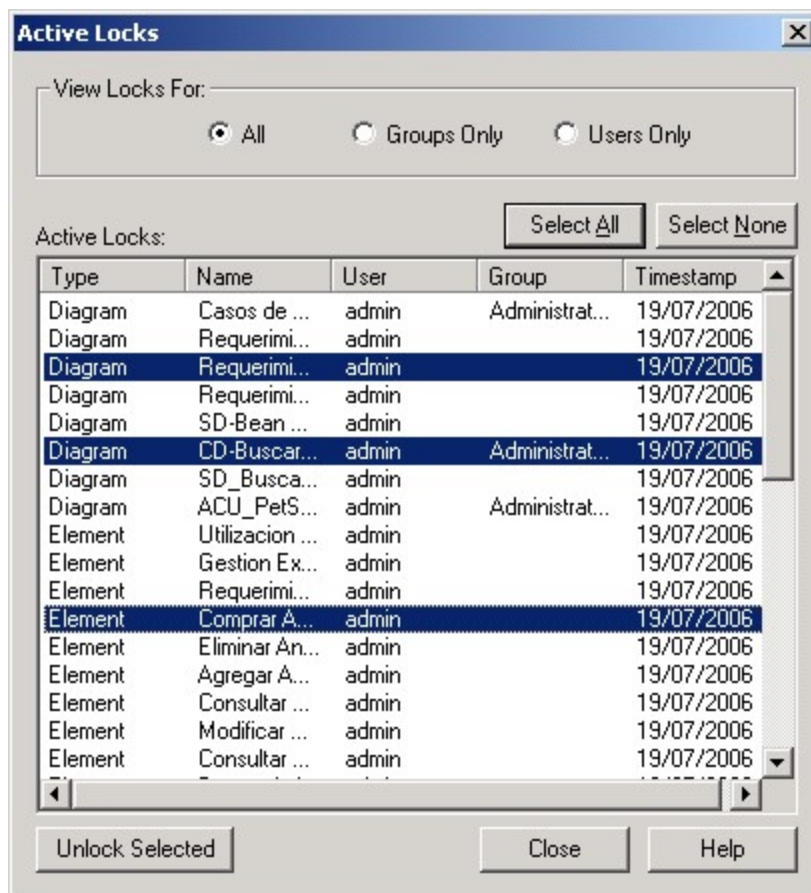 Active Locks
View Locks For:
All Groups Only Users Only
Select All Select None
Active Locks:
Type Name User Group Timestamp
Diagram Casos de ... admin Administrat... 19/07/2006
Diagram Requerimi... admin 19/07/2006
Diagram Requerimi... admin 19/07/2006
Diagram Requerimi... admin 19/07/2006
Diagram SD-Bean ... admin 19/07/2006
Diagram CD-Buscar... admin Administrat... 19/07/2006
Diagram SD_Busca... admin 19/07/2006
Diagram ACU_PetS... admin Administrat... 19/07/2006
Element Utilizacion ... admin 19/07/2006
Element Gestion Ex... admin 19/07/2006
Element Requerimi... admin 19/07/2006
Element Comprar A... admin 19/07/2006
Element Eliminar An... admin 19/07/2006
Element Agregar A... admin 19/07/2006
Element Consultar ... admin 19/07/2006
Element Modificar ... admin 19/07/2006
Element Consultar ... admin 19/07/2006
Unlock Selected Close Help